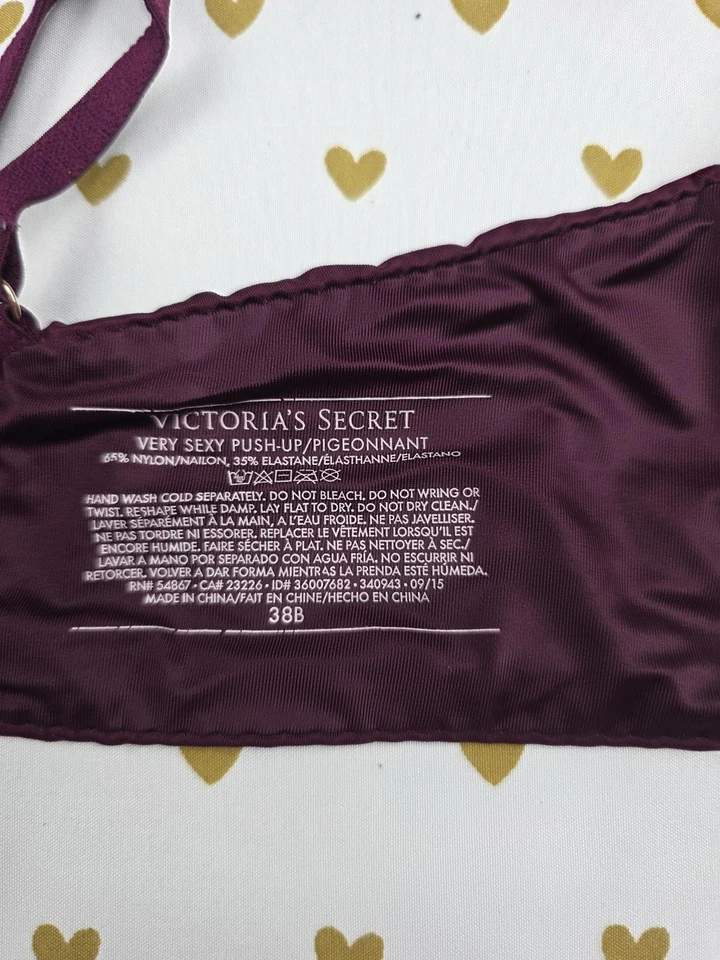 VICTORIA'S SECRET
VERY SEXY PUSH-UP/PIGEONNANT
65% NYLON/NAILON, 35% ELASTANE/ÉLASTHANNE/ELASTANO
HAND WASH COLD SEPARATELY. DO NOT BLEACH. DO NOT WRING OR
TWIST. RESHAPE WHILE DAMP. LAY FLAT TO DRY. DO NOT DRY CLEAN./
LAVER SÉPARÉMENT À LA MAIN, A L'EAU FROIDE. NE PAS JAVELLISER.
NE PAS TORDRE NI ESSORER. REPLACER LE VÊTEMENT LORSQU'IL EST
ENCORE HUMIDE. FAIRE SÉCHER À PLAT. NE PAS NETTOYER À SEC./
LAVAR A MANO POR SEPARADO CON AGUA FRÍA. NO ESCURRIR NI
RETORCER. VOLVER A DAR FORMA MIENTRAS LA PRENDA ESTÉ HÚMEDA.
RN# 54867 • CA# 23226 • ID# 36007682 • 340943 • 09/15
MADE IN CHINA/FAIT EN CHINE/HECHO EN CHINA
38B